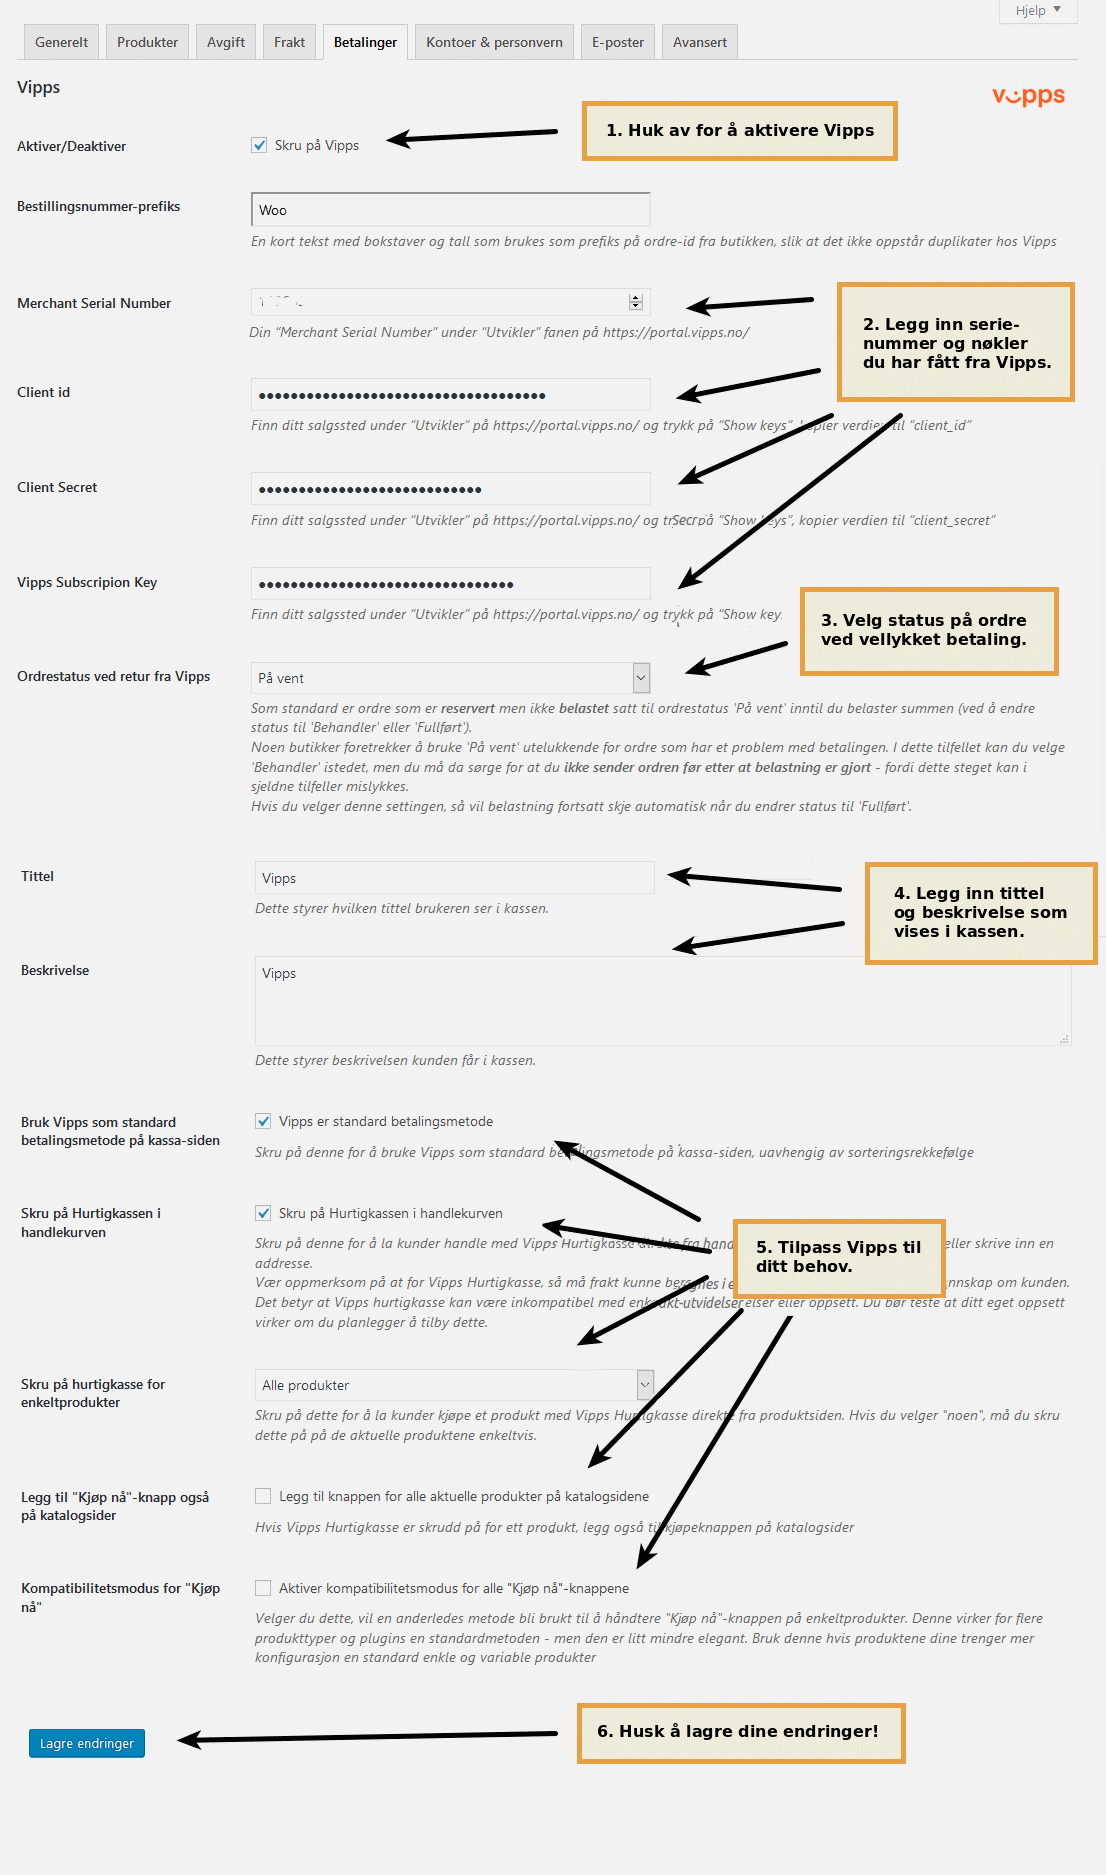 Hjelp
Generelt
Produkter
Avgift
Frakt
Betalinger
Kontoer & personvern
E-poster
Avansert
Vipps
vipps
Aktiver/Deaktiver
Skru på Vipps
1. Huk av for å aktivere Vipps
Bestillingsnummer-prefiks
Woo
En kort tekst med bokstaver og tall som brukes som prefiks på ordre-id fra butikken, slik at det ikke oppstår duplikater hos Vipps
Merchant Serial Number
Din “Merchant Serial Number” under “Utvikler” fanen på https://portal.vipps.no/
2. Legg inn serie-
nummer og nøkler
du har fått fra Vipps.
Client id
••••••••••••••••••••••••••••••••••••
Finn ditt salgssted under “Utvikler” på https://portal.vipps.no/ og trykk på “Show keys”, kopier verdien til “client_id”
Client Secret
••••••••••••••••••••••••••••
Finn ditt salgssted under “Utvikler” på https://portal.vipps.no/ og på “Show keys”, kopier verdien til “client_secret”
Vipps Subscripion Key
••••••••••••••••••••••••••••••••
Finn ditt salgssted under “Utvikler” på https://portal.vipps.no/ og trykk på “Show key
3. Velg status på ordre
ved vellykket betaling.
Ordrestatus ved retur fra Vipps
På vent
Som standard er ordre som er reservert men ikke belastet satt til ordrestatus 'På vent' inntil du belaster summen (ved å endre
status til 'Behandler' eller 'Fullført').
Noen butikker foretrekker å bruke 'På vent' utelukkende for ordre som har et problem med betalingen. I dette tilfellet kan du velge
'Behandler' istedet, men du må da sørge for at du ikke sender ordren før etter at belastning er gjort - fordi dette steget kan i
sjeldne tilfeller mislykkes.
Hvis du velger denne settingen, så vil belastning fortsatt skje automatisk når du endrer status til 'Fullført'.
Tittel
Vipps
Dette styrer hvilken tittel brukeren ser i kassen.
4. Legg inn tittel
og beskrivelse som
vises i kassen.
Beskrivelse
Vipps
Dette styrer beskrivelsen kunden får i kassen.
Bruk Vipps som standard
betalingsmetode på kassa-siden
Vipps er standard betalingsmetode
Skru på denne for å bruke Vipps som standard betalingsmetode på kassa-siden, uavhengig av sorteringsrekkefølge
Skru på Hurtigkassen i
handlekurven
Skru på Hurtigkassen i handlekurven
Skru på denne for å la kunder handle med Vipps Hurtigkasse direkte fra hand eller skrive inn en
addresse.
Vær oppmerksom på at for Vipps Hurtigkasse, så må frakt kunne beregnes i e nnskap om kunden.
Det betyr at Vipps hurtigkasse kan være inkompatibel med eller oppsett. Du bør teste at ditt eget oppsett
virker om du planlegger å tilby dette.
5. Tilpass Vipps til
ditt behov.
Skru på hurtigkasse for
enkeltprodukter
Alle produkter
Skru på dette for å la kunder kjøpe et produkt med Vipps Hurtigkasse direkte fra produktsiden. Hvis du velger "noen", må du skru
dette på på de aktuelle produktene enkeltvis.
Legg til "Kjøp nå"-knapp også
på katalogsider
Legg til knappen for alle aktuelle produkter på katalogsidene
Hvis Vipps Hurtigkasse er skrudd på for ett produkt, legg også til kjøpeknappen på katalogsider
Kompatibilitetsmodus for "Kjøp
nå"
Aktiver kompatibilitetsmodus for alle "Kjøp nå"-knappene
Velger du dette, vil en anderledes metode bli brukt til å håndtere "Kjøp nå"-knappen på enkeltprodukter. Denne virker for flere
produkttyper og plugins en standardmetoden - men den er litt mindre elegant. Bruk denne hvis produktene dine trenger mer
konfigurasjon en standard enkle og variable produkter
Lagre endringer
6. Husk å lagre dine endringer!